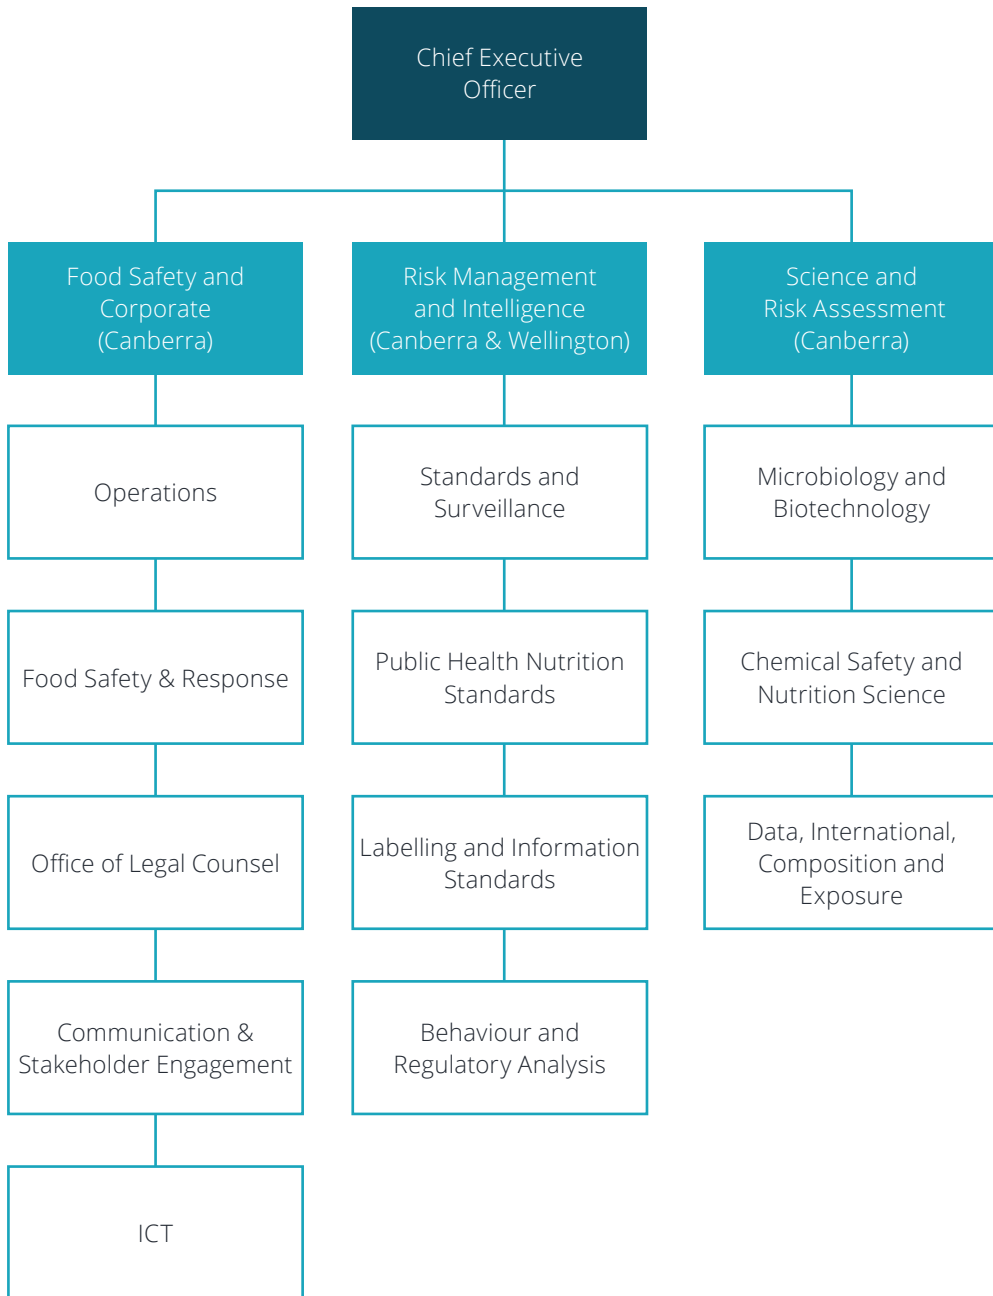 Chief Executive
Officer
Food Safety and
Corporate
(Canberra)
Risk Management
and Intelligence
(Canberra & Wellington)
Science and
Risk Assessment
(Canberra)
Operations
Standards and
Surveillance
Microbiology and
Biotechnology
Food Safety & Response
Public Health Nutrition
Standards
Chemical Safety and
Nutrition Science
Office of Legal Counsel
Labelling and Information
Standards
Data, International,
Composition and
Exposure
Communication &
Stakeholder Engagement
Behaviour and
Regulatory Analysis
ICT